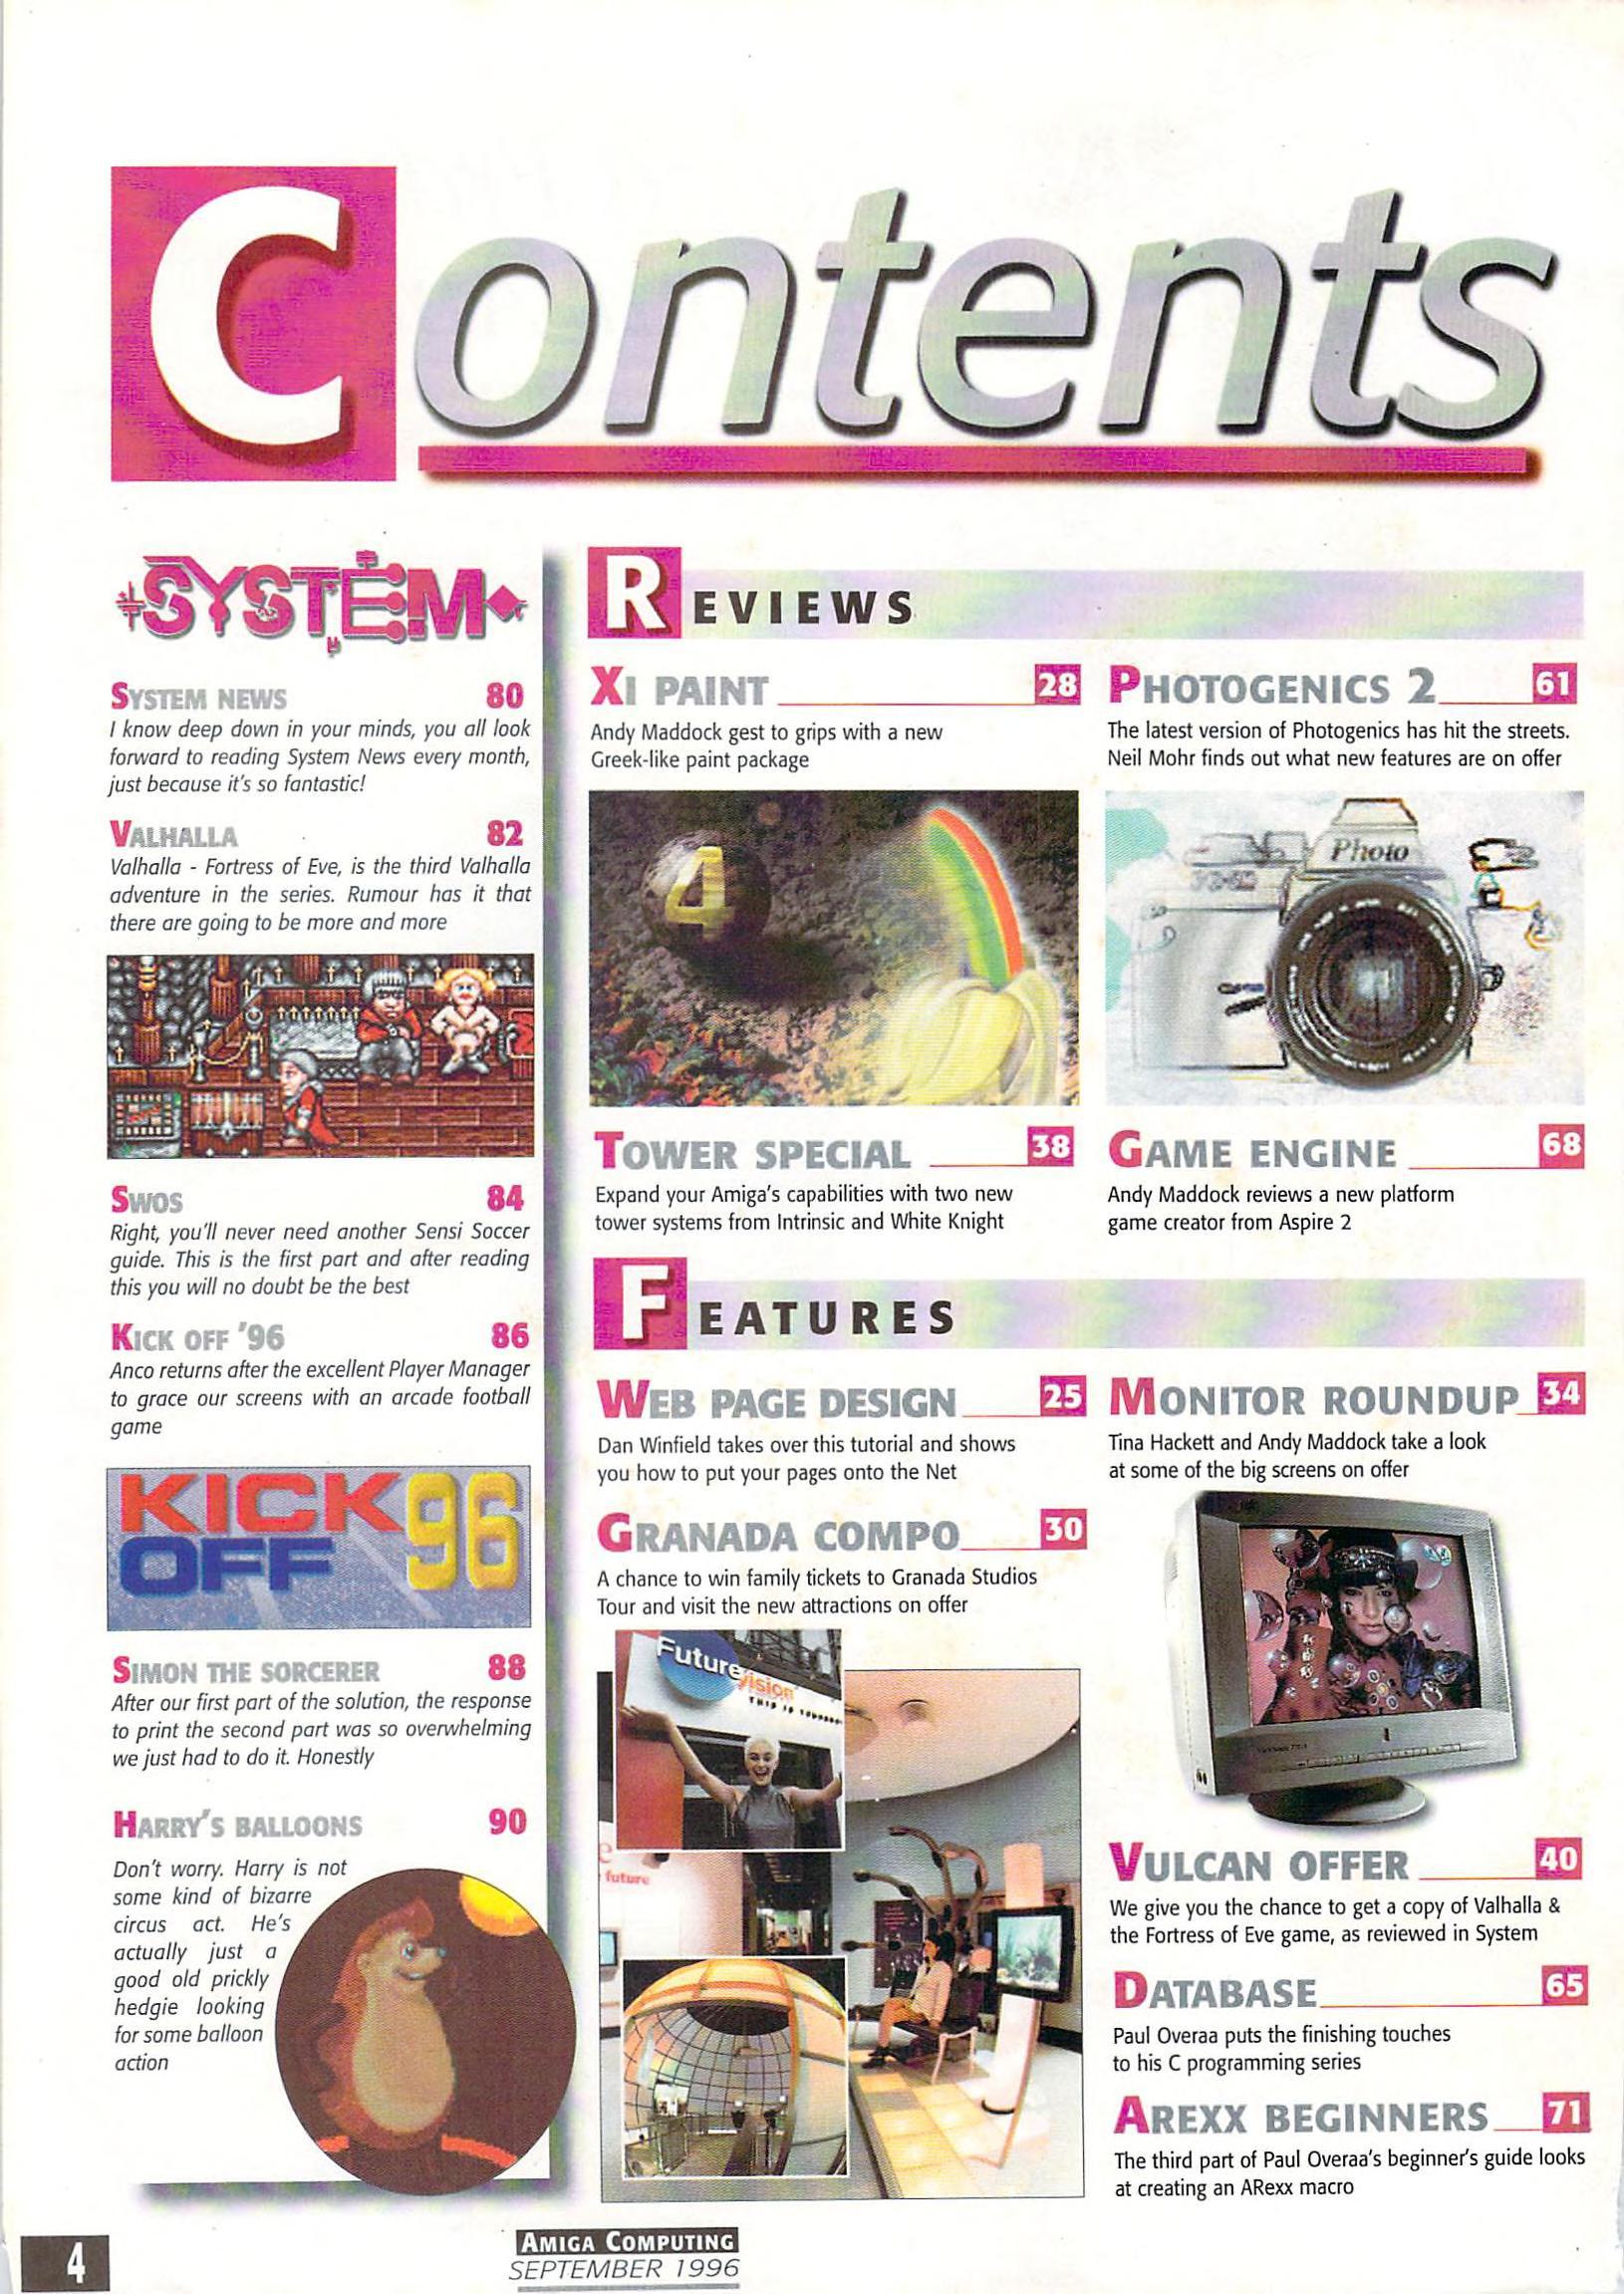 Contents
SYSTEM
SYSTEM NEWS 80
I know deep down in your minds, you all look
forward to reading System News every month,
just because it's so fantastic!
VALHALLA 82
Valhalla - Fortress of Eve, is the third Valhalla
adventure in the series. Rumour has it that
there are going to be more and more
SWOS 84
Right, you'll never need another Sensi Soccer
guide. This is the first part and after reading
this you will no doubt be the best
KICK OFF '96 86
Anco returns after the excellent Player Manager
to grace our screens with an arcade football
game
KICK
OFF 96
SIMON THE SORCERER 88
After our first part of the solution, the response
to print the second part was so overwhelming
we just had to do it. Honestly
HARRY'S BALLOONS 90
Don't worry. Harry is not
some kind of bizarre
circus act. He's
actually just a
good old prickly
hedgie looking
for some balloon
action
REVIEWS
XI PAINT 28
Andy Maddock gest to grips with a new
Greek-like paint package
4
TOWER SPECIAL 38
Expand your Amiga's capabilities with two new
tower systems from Intrinsic and White Knight
PHOTOGENICS 2 61
The latest version of Photogenics has hit the streets.
Neil Mohr finds out what new features are on offer
Photo
GAME ENGINE 68
Andy Maddock reviews a new platform
game creator from Aspire 2
FEATURES
WEB PAGE DESIGN 25
Dan Winfield takes over this tutorial and shows
you how to put your pages onto the Net
GRANADA COMPO 30
A chance to win family tickets to Granada Studios
Tour and visit the new attractions on offer
FutureVision
THIS IS TOMORROW
e
future
MONITOR ROUNDUP 34
Tina Hackett and Andy Maddock take a look
at some of the big screens on offer
VULCAN OFFER 40
We give you the chance to get a copy of Valhalla &
the Fortress of Eve game, as reviewed in System
DATABASE 65
Paul Overaa puts the finishing touches
to his C programming series
AREXX BEGINNERS 71
The third part of Paul Overaa's beginner's guide looks
at creating an ARexx macro
4
AMIGA COMPUTING
SEPTEMBER 1996